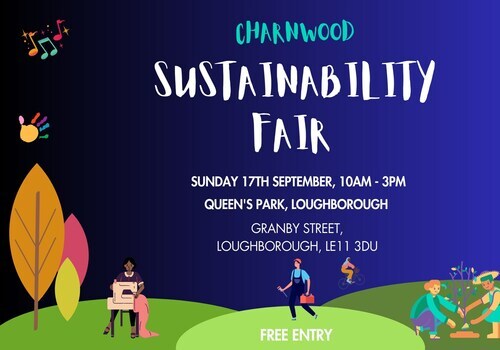 CHARNWOOD
SUSTAINABILITY
FAIR
SUNDAY 17TH SEPTEMBER, 10AM - 3PM
QUEEN'S PARK, LOUGHBOROUGH
GRANBY STREET,
LOUGHBOROUGH, LE11 3DU
FREE ENTRY